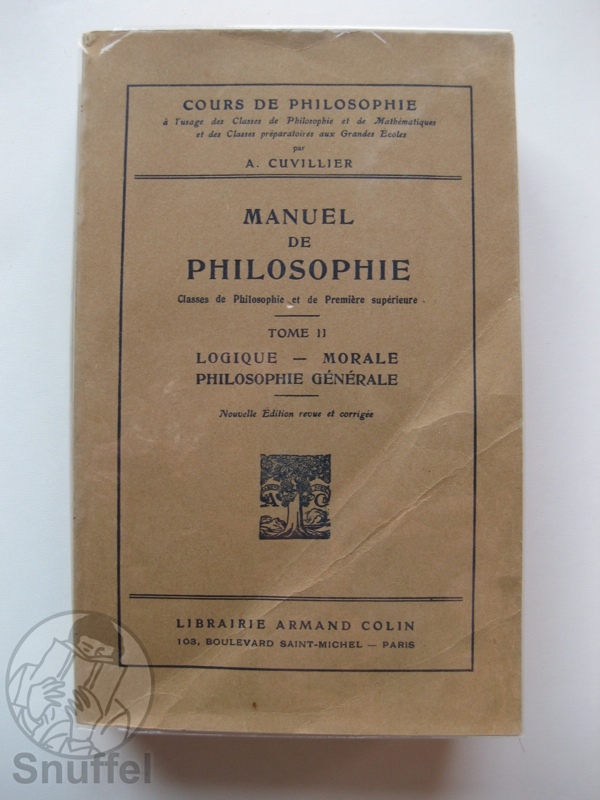 COURS DE PHILOSOPHIE
à l'usage des Classes de Philosophie et de Mathématiques
et des Classes préparatoires aux Grandes Écoles
par
A. CUVILLIER
MANUEL
DE
PHILOSOPHIE
Classes de Philosophie et de Première supérieure
TOME II
LOGIQUE — MORALE
PHILOSOPHIE GÉNÉRALE
Nouvelle Édition revue et corrigée
LIBRAIRIE ARMAND COLIN
103, BOULEVARD SAINT-MICHEL — PARIS
Snuffel